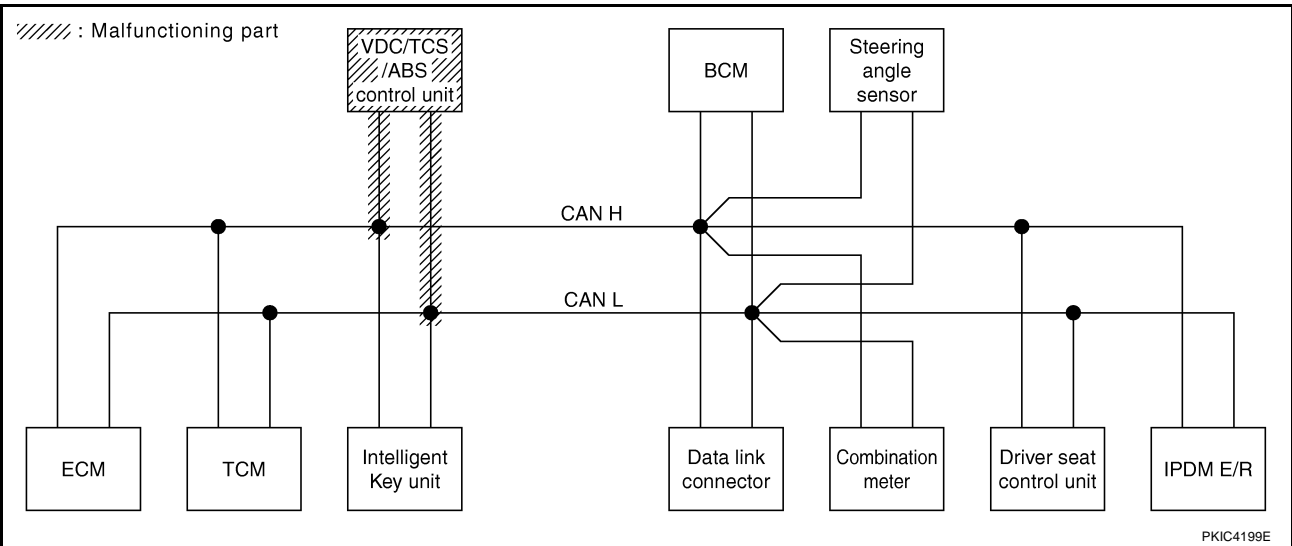 : Malfunctioning part
VDC/TCS
/ABS
control unit
BCM
Steering
angle
sensor
CAN H
CAN L
ECM
TCM
Intelligent
Key unit
Data link
connector
Combination
meter
Driver seat
control unit
IPDM E/R
PKIC4199E